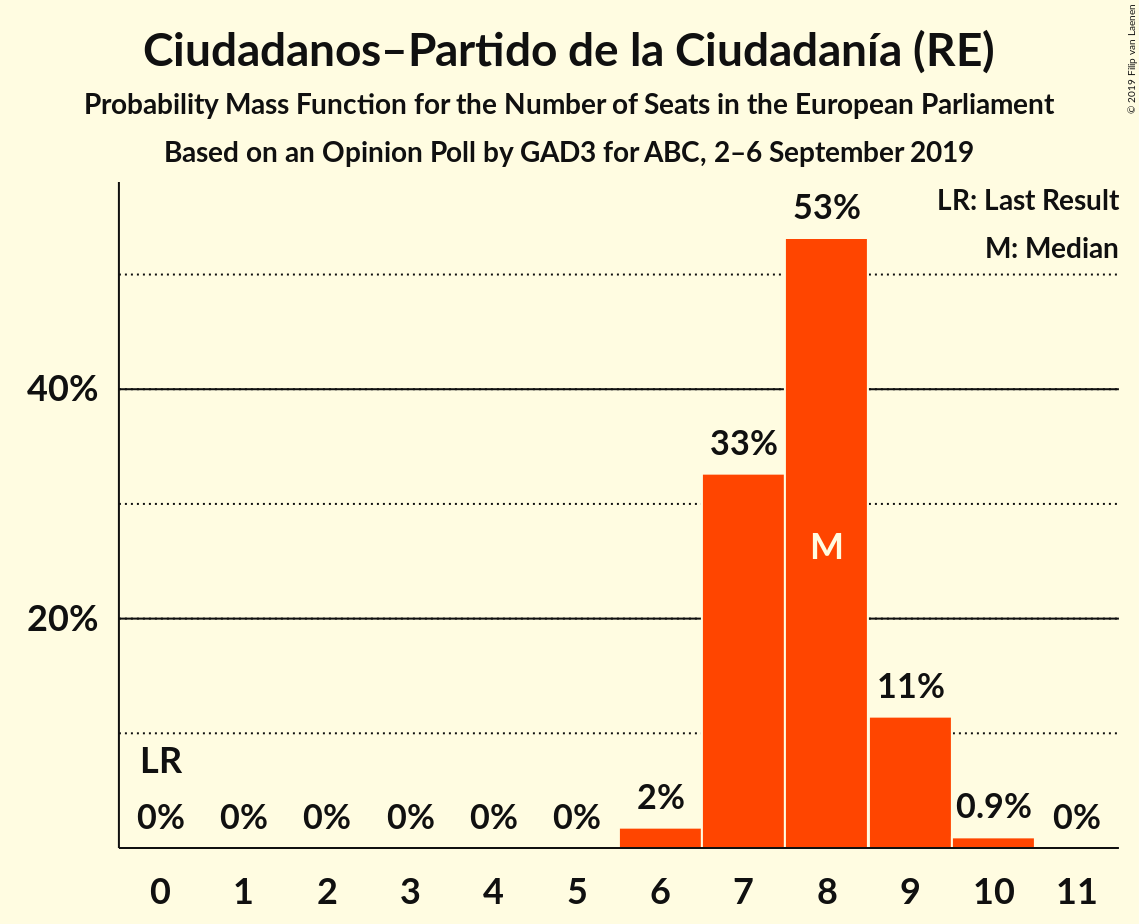 Ciudadanos–Partido de la Ciudadanía (RE)
Probability Mass Function for the Number of Seats in the European Parliament
Based on an Opinion Poll by GAD3 for ABC, 2–6 September 2019
© 2019 Filip van Laenen
LR: Last Result
M: Median
53%
40%
33%
M
20%
11%
LR
0% 0% 0% 0% 0% 0% 2% 0.9% 0%
0 1 2 3 4 5 6 7 8 9 10 11